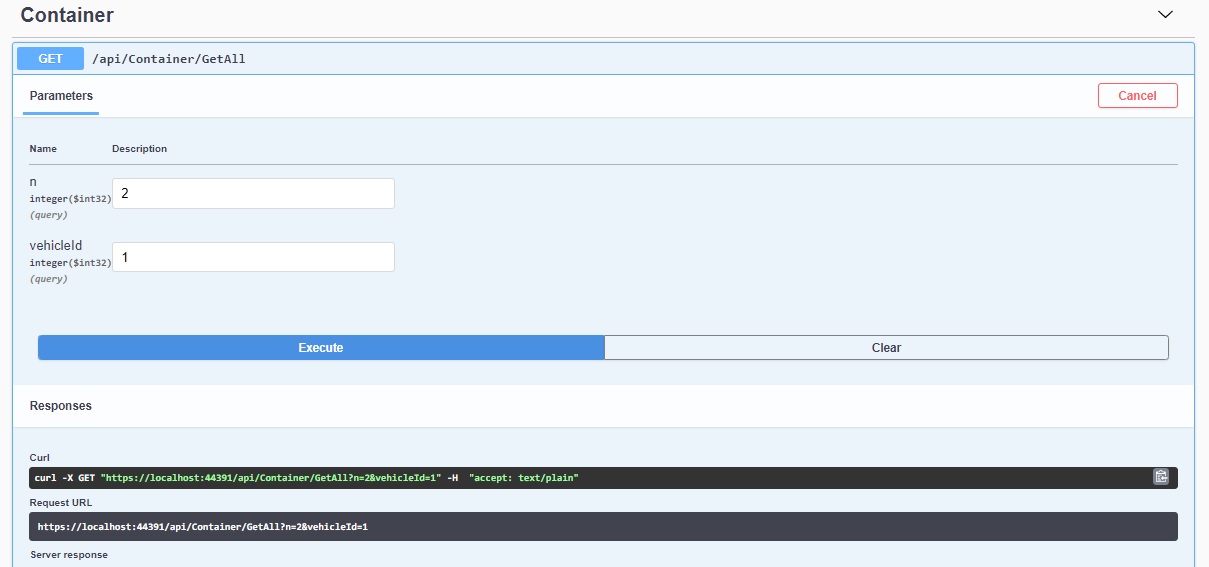 Container
GET /api/Container/GetAll
Parameters
Cancel
Name Description
n
integer($int32)
(query)
2
vehicleId
integer($int32)
(query)
1
Execute Clear
Responses
Curl
curl -X GET "https://localhost:44391/api/Container/GetAll?n=2&vehicleId=1" -H "accept: text/plain"
Request URL
https://localhost:44391/api/Container/GetAll?n=2&vehicleId=1
Server response